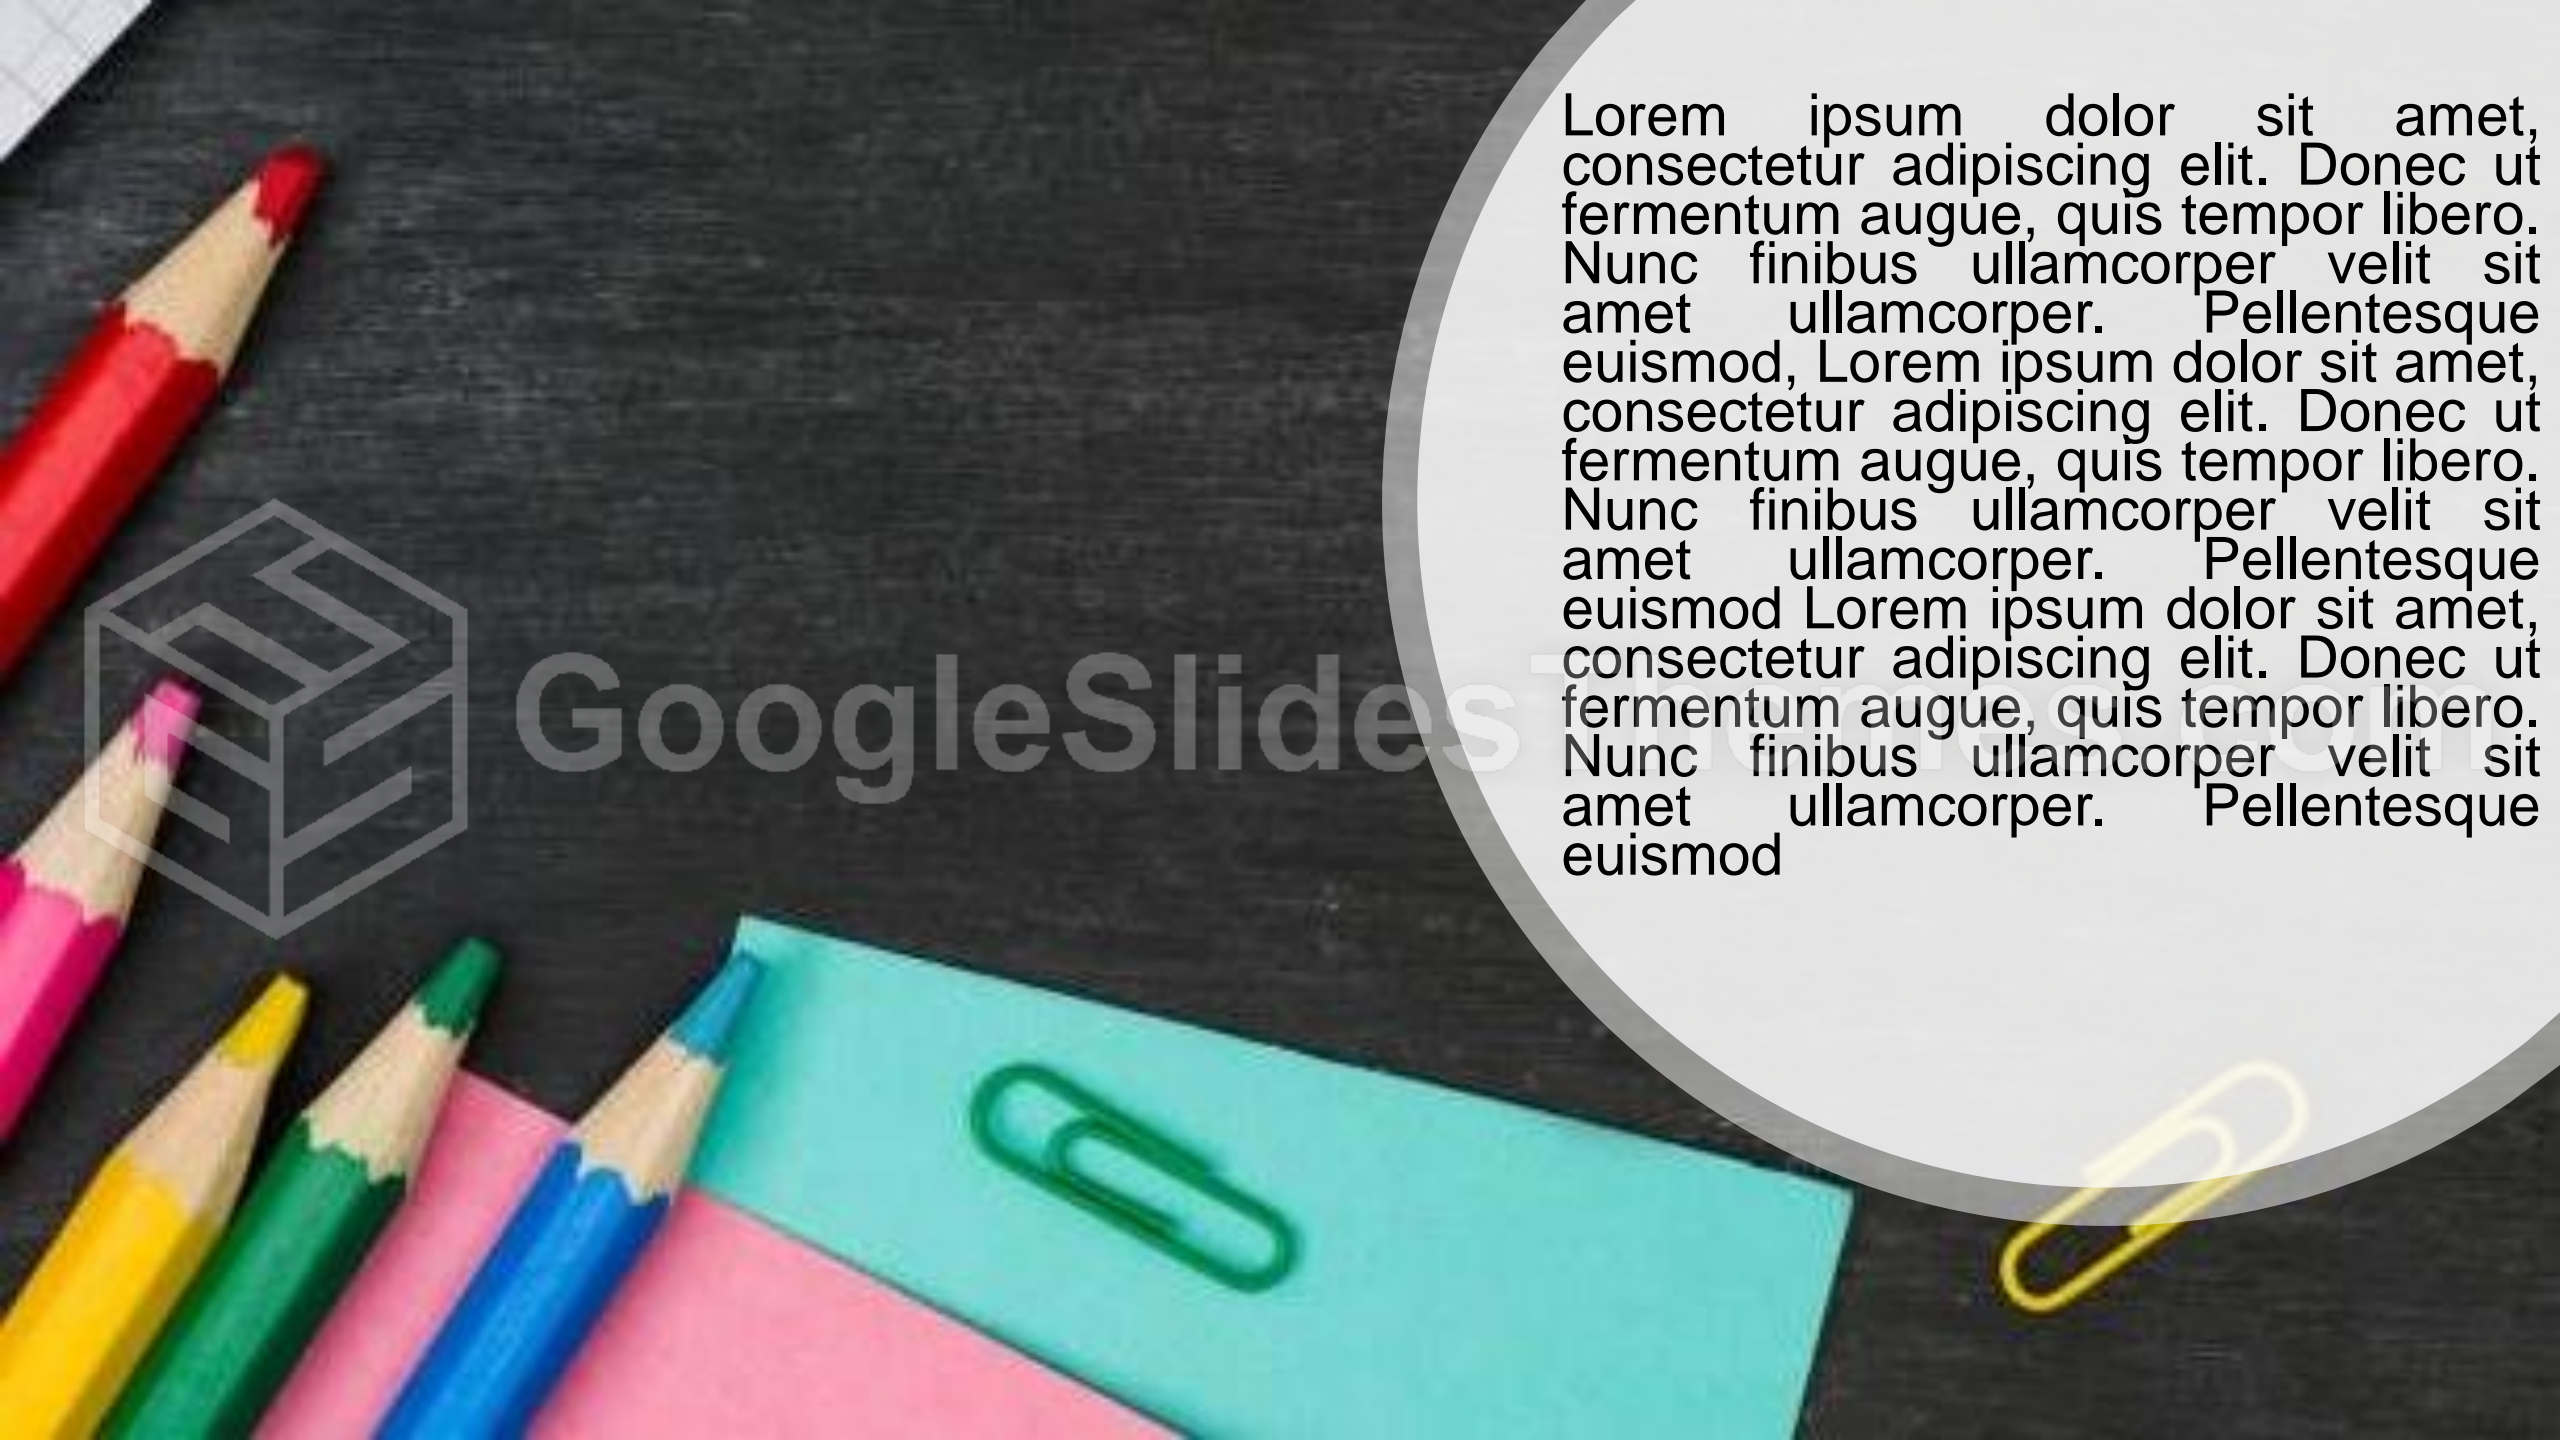 Lorem ipsum dolor sit amet,
consectetur adipiscing elit. Donec ut
fermentum augue, quis tempor libero.
Nunc finibus ullamcorper velit sit
amet ullamcorper. Pellentesque
euismod, Lorem ipsum dolor sit amet,
consectetur adipiscing elit. Donec ut
fermentum augue, quis tempor libero.
Nunc finibus ullamcorper velit sit
amet ullamcorper. Pellentesque
euismod Lorem ipsum dolor sit amet,
consectetur adipiscing elit. Donec ut
fermentum augue, quis tempor libero.
Nunc finibus ullamcorper velit sit
amet ullamcorper. Pellentesque
euismod
GoogleSlidesThemes.com